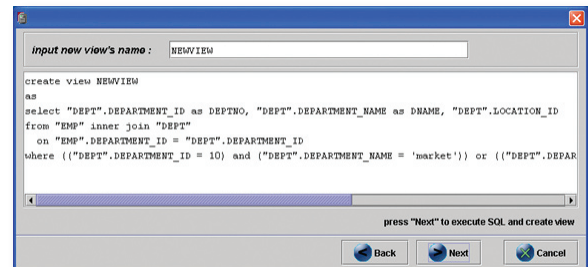 input new view's name :
NEWVIEW
create view NEWVIEW
as
select "DEPT".DEPARTMENT_ID as DEPTNO, "DEPT".DEPARTMENT_NAME as DNAME, "DEPT".LOCATION_ID
from "EMP" inner join "DEPT"
on "EMP".DEPARTMENT_ID = "DEPT".DEPARTMENT_ID
where (("DEPT".DEPARTMENT_ID = 10) and ("DEPT".DEPARTMENT_NAME = 'market')) or (("DEPT".DEPAR
press "Next" to execute SQL and create view
Back Next Cancel